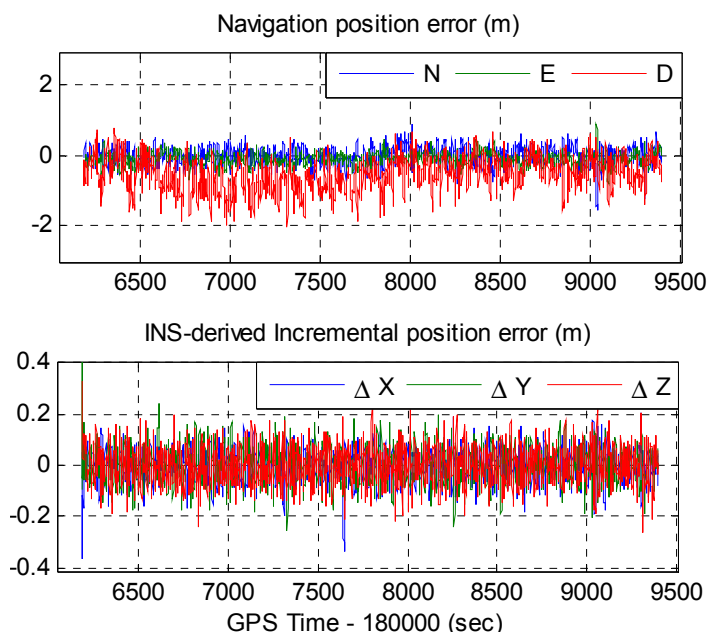 Navigation position error (m)
N E D
2
0
-2
6500 7000 7500 8000 8500 9000 9500
INS-derived Incremental position error (m)
0.4
Δ X Δ Y Δ Z
0.2
0
-0.2
-0.4
6500 7000 7500 8000 8500 9000 9500
GPS Time - 180000 (sec)